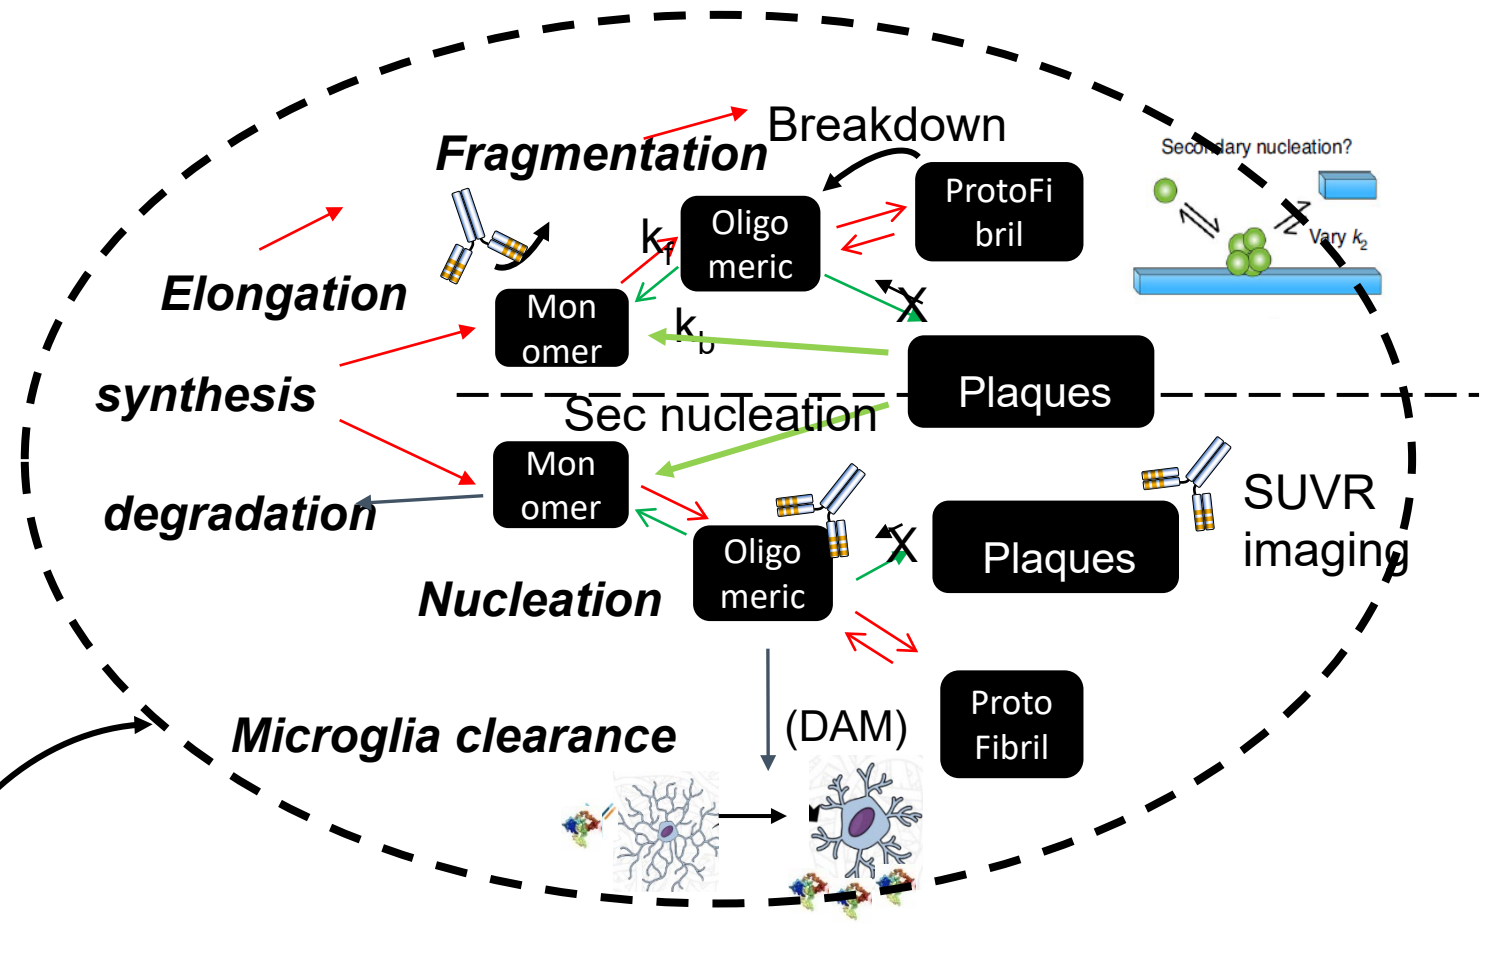 Breakdown
Fragmentation
Secondary nucleation?
ProtoFi
bril
Oligo
meric
kf
Vary k2
Elongation
Mon
omer
kb
X
Plaques
synthesis
Sec nucleation
Mon
omer
degradation
SUVR
imaging
Oligo
meric
X
Plaques
Nucleation
Proto
Fibril
(DAM)
Microglia clearance